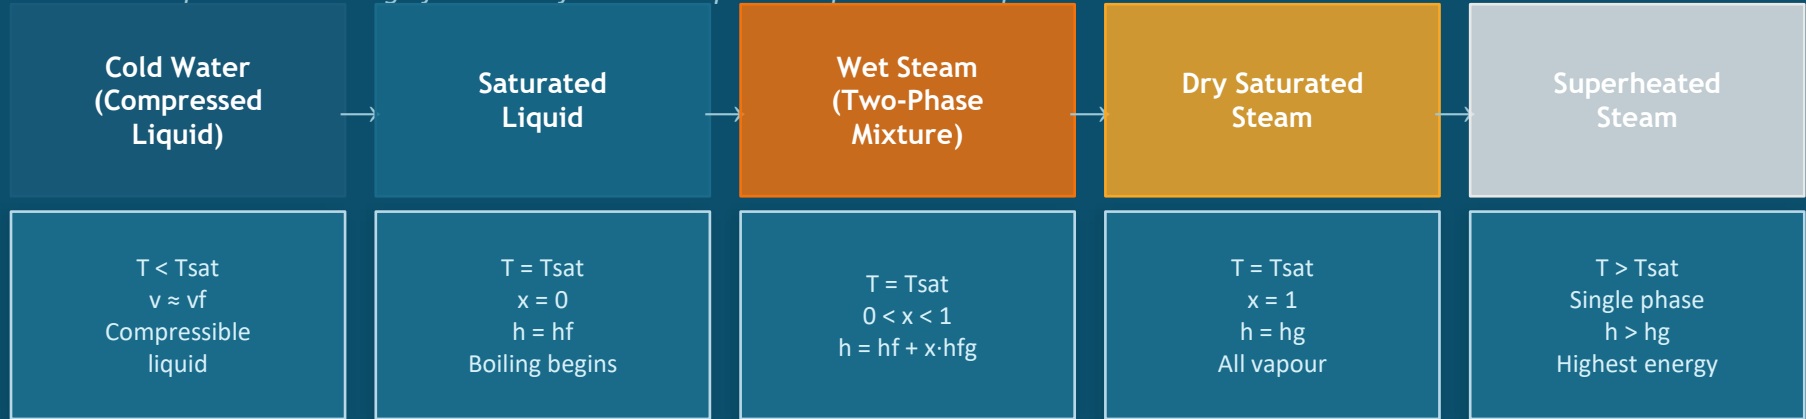 Cold Water
(Compressed
Liquid)
Saturated
Liquid
Wet Steam
(Two-Phase
Mixture)
Dry Saturated
Steam
Superheated
Steam
T < Tsat
v ≈ vf
Compressible
liquid
T = Tsat
x = 0
h = hf
Boiling begins
T = Tsat
0 < x < 1
h = hf + x·hfg
T = Tsat
x = 1
h = hg
All vapour
T > Tsat
Single phase
h > hg
Highest energy